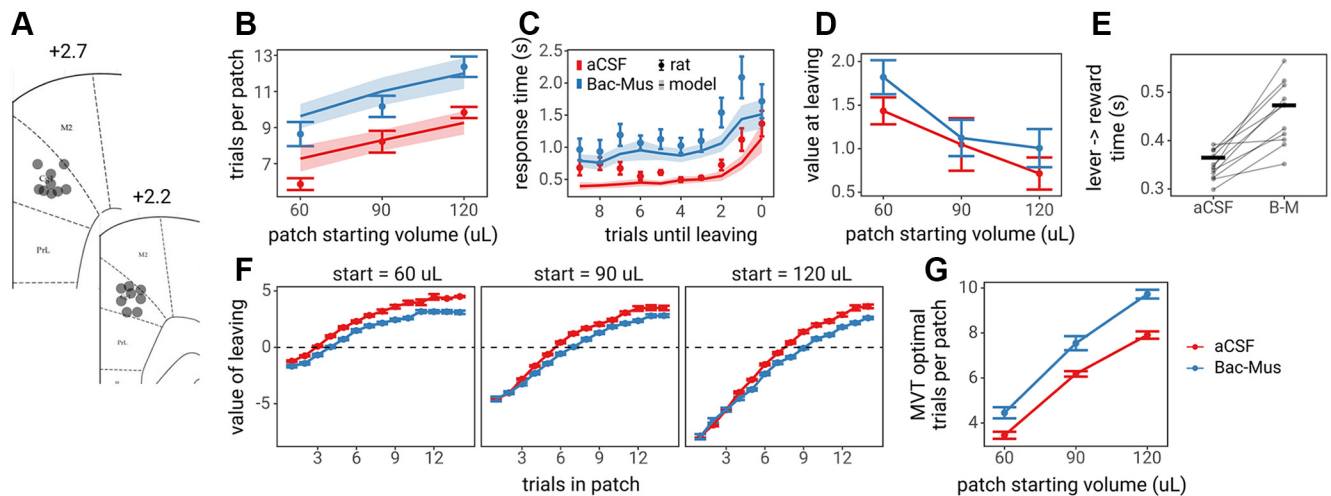 A
+2.7
M2
PrL
+2.2
M2
PrL
B
trials per patch
13
11
9
7
60
90
120
patch starting volume (uL)
C
response time (s)
2.5
2.0
1.5
1.0
0.5
aCSF
rat
Bac-Mus
model
8
6
4
2
0
trials until leaving
D
value at leaving
2.0
1.5
1.0
0.5
60
90
120
patch starting volume (uL)
E
lever -> reward
time (s)
0.5
0.4
0.3
aCSF
B-M
F
value of leaving
start = 60 uL
start = 90 uL
start = 120 uL
5
0
-5
3
6
9
12
3
6
9
12
3
6
9
12
trials in patch
G
MVT optimal
trials per patch
10
8
6
4
60
90
120
patch starting volume (uL)
aCSF
Bac-Mus